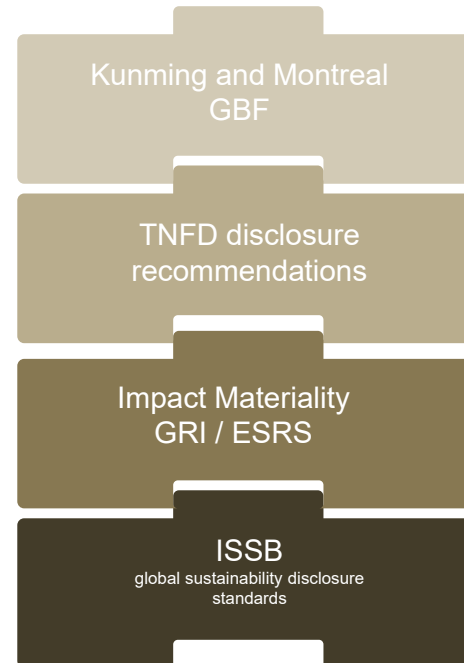 Kunming and Montreal
GBF
TNFD disclosure
recommendations
Impact Materiality
GRI / ESRS
ISSB
global sustainability disclosure
standards